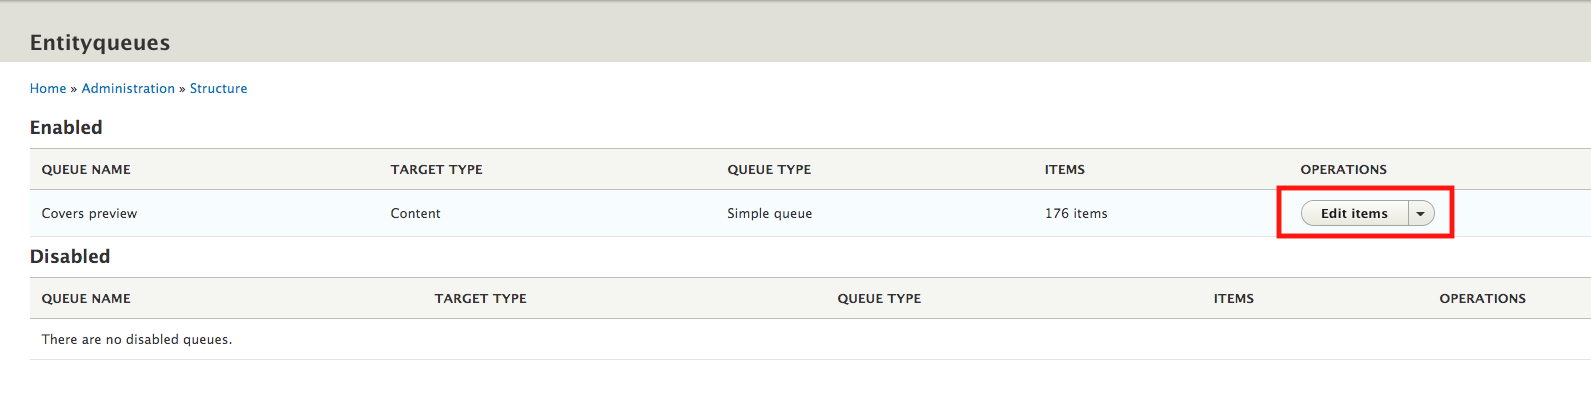 Entityqueues
Home » Administration » Structure
Enabled
QUEUE NAME TARGET TYPE QUEUE TYPE ITEMS OPERATIONS
Covers preview Content Simple queue 176 items Edit items
Disabled
QUEUE NAME TARGET TYPE QUEUE TYPE ITEMS OPERATIONS
There are no disabled queues.